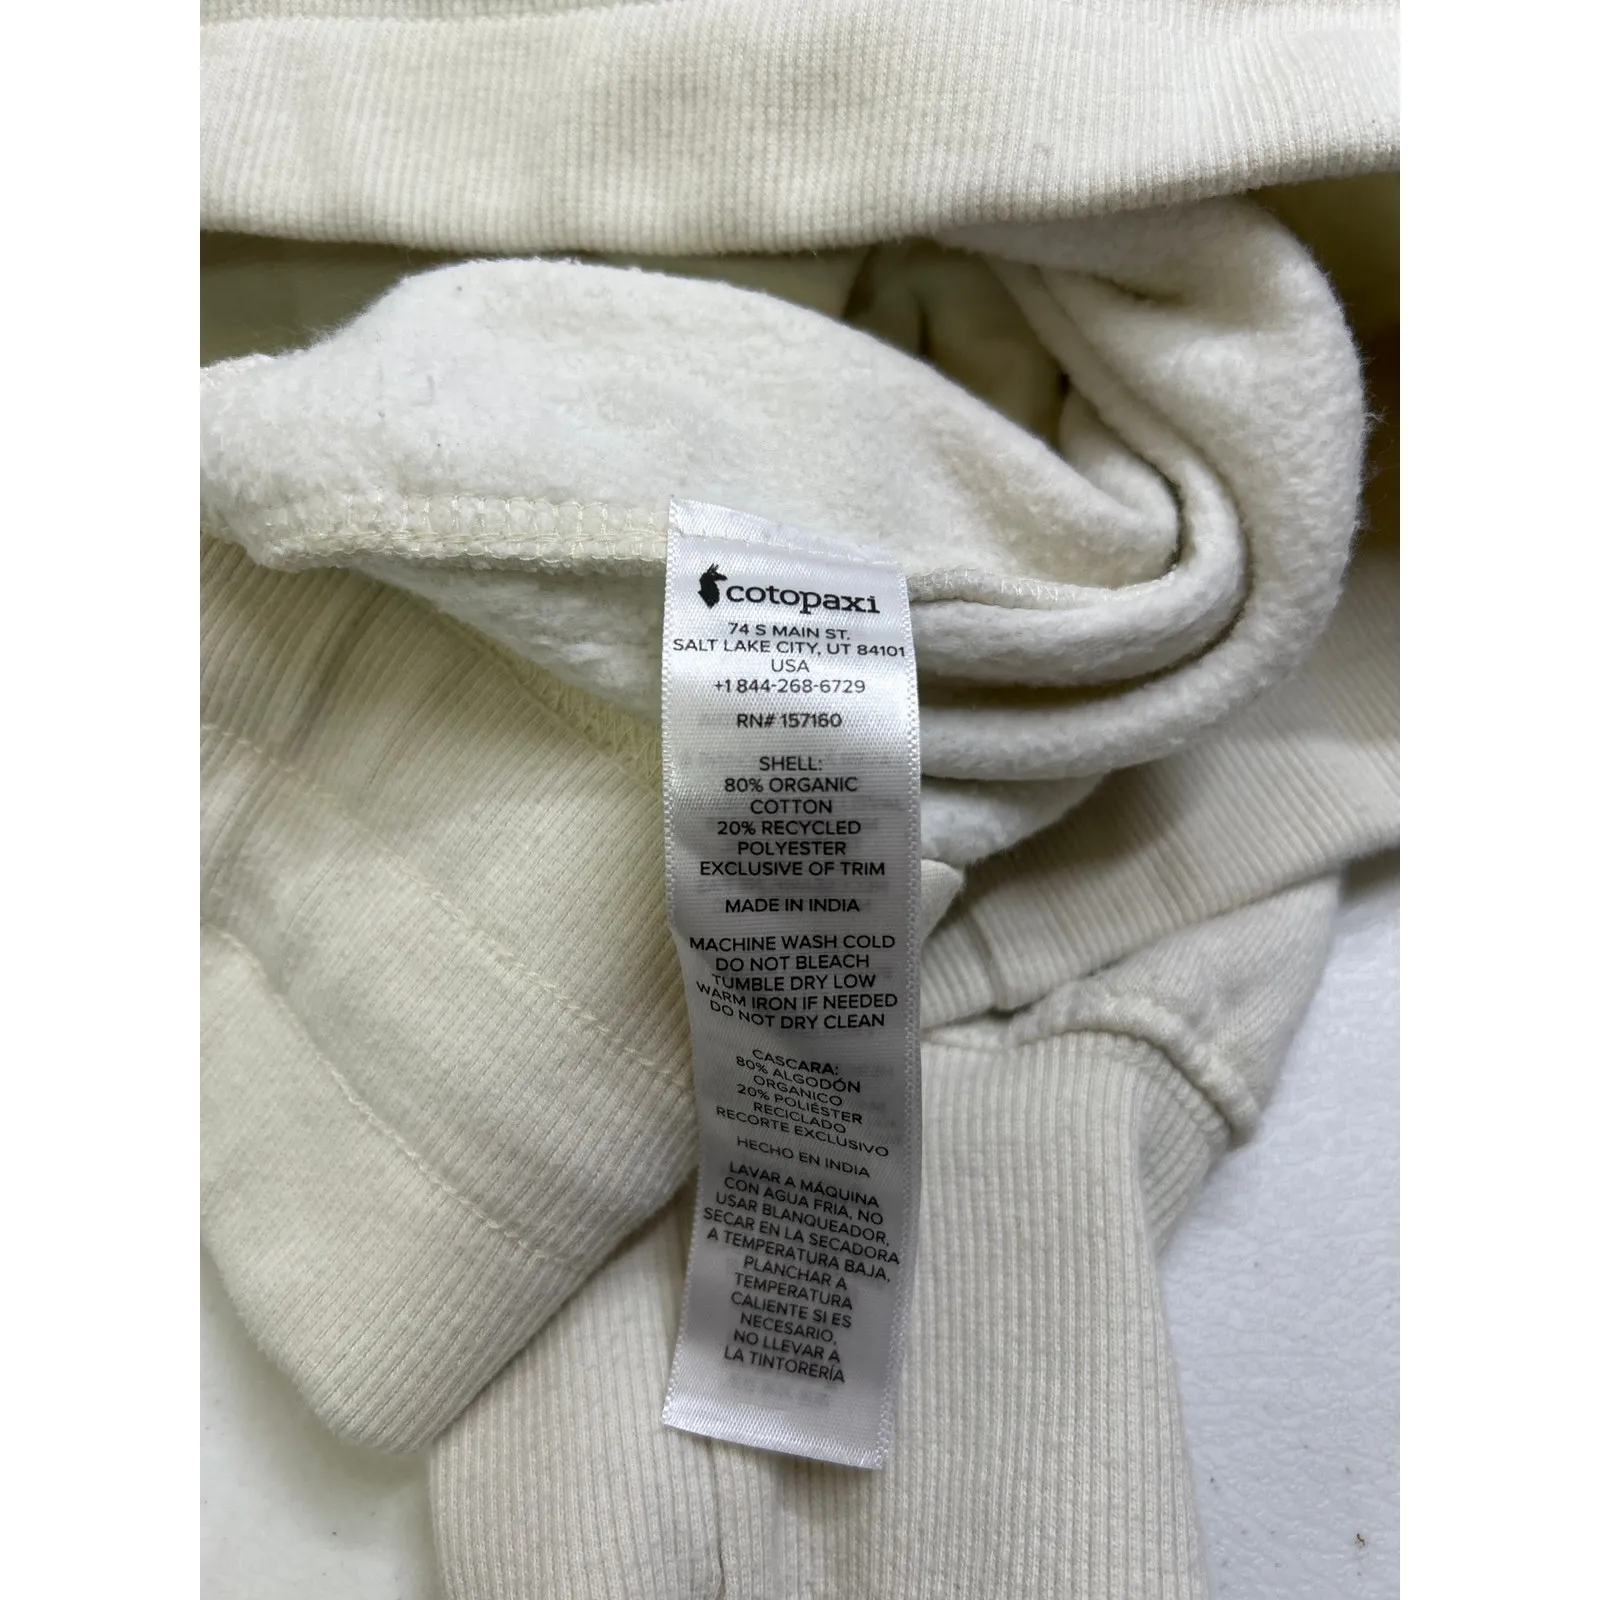 cotopaxi
74 S MAIN ST.
SALT LAKE CITY, UT 84101
USA
+1 844-268-6729
RN# 157160
SHELL:
80% ORGANIC
COTTON
20% RECYCLED
POLYESTER
EXCLUSIVE OF TRIM
MADE IN INDIA
MACHINE WASH COLD
DO NOT BLEACH
TUMBLE DRY LOW
WARM IRON IF NEEDED
DO NOT DRY CLEAN
CASCARA:
80% ALGODÓN
ORGANICO
20% POLIÉSTER
RECICLADO
RECORTE EXCLUSIVO
HECHO EN INDIA
LAVAR A MÁQUINA
CON AGUA FRIA, NO
USAR BLANQUEADOR,
SECAR EN LA SECADORA
A TEMPERATURA BAJA,
PLANCHAR A
TEMPERATURA
CALIENTE SI ES
NECESARIO,
NO LLEVAR A
LA TINTORERÍA